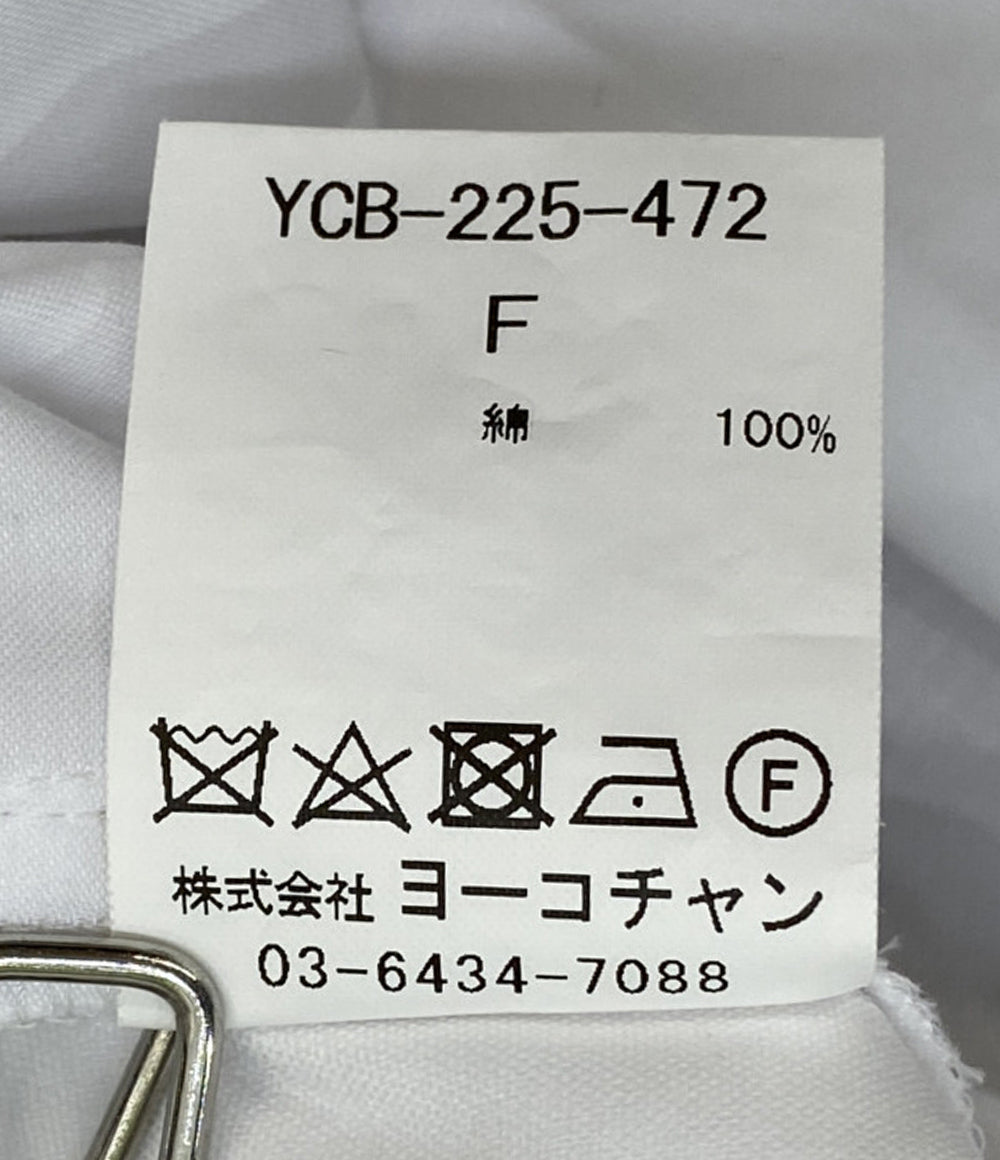 YCB-225-472
F
綿 100%
F
株式会社 ヨーコチャン
03-6434-7088